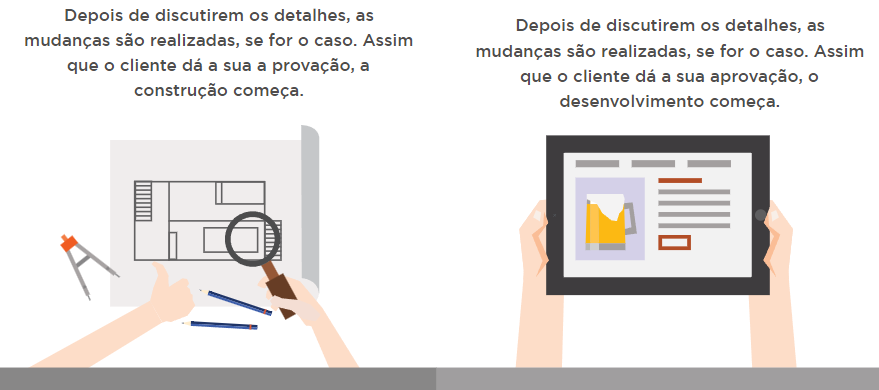 Depois de discutirem os detalhes, as
mudanças são realizadas, se for o caso. Assim
que o cliente dá a sua a provação, a
construção começa.
Depois de discutirem os detalhes, as
mudanças são realizadas, se for o caso. Assim
que o cliente dá a sua aprovação, o
desenvolvimento começa.